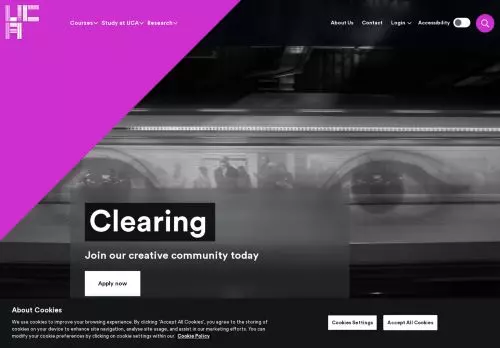 UCA
Courses
Study at UCA
Research
About Us
Contact
Login
Accessibility
Clearing
Join our creative community today
Apply now
About Cookies
We use cookies to improve your browsing experience. By clicking "Accept All Cookies", you agree to the storing of
cookies on your device to enhance site navigation, analyse site usage, and assist in our marketing efforts. You can
modify your cookie preferences by clicking on cookie settings within our Cookie Policy
Cookies Settings
Accept All Cookies